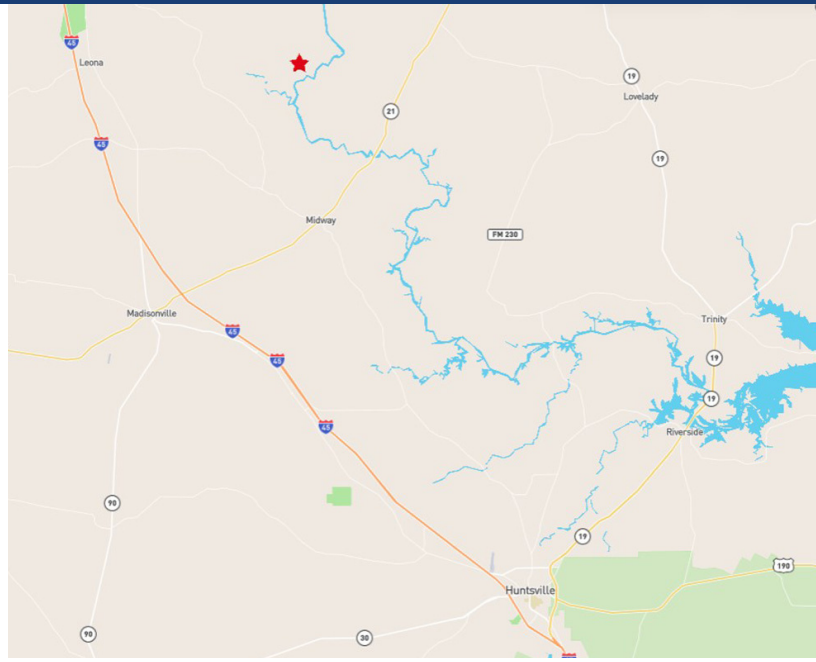 45
Leona
19
Lovelady
21
45
19
Midway
FM 230
Madisonville
Trinity
45
45
19
19
45
Riverside
90
19
190
Huntsville
90
30